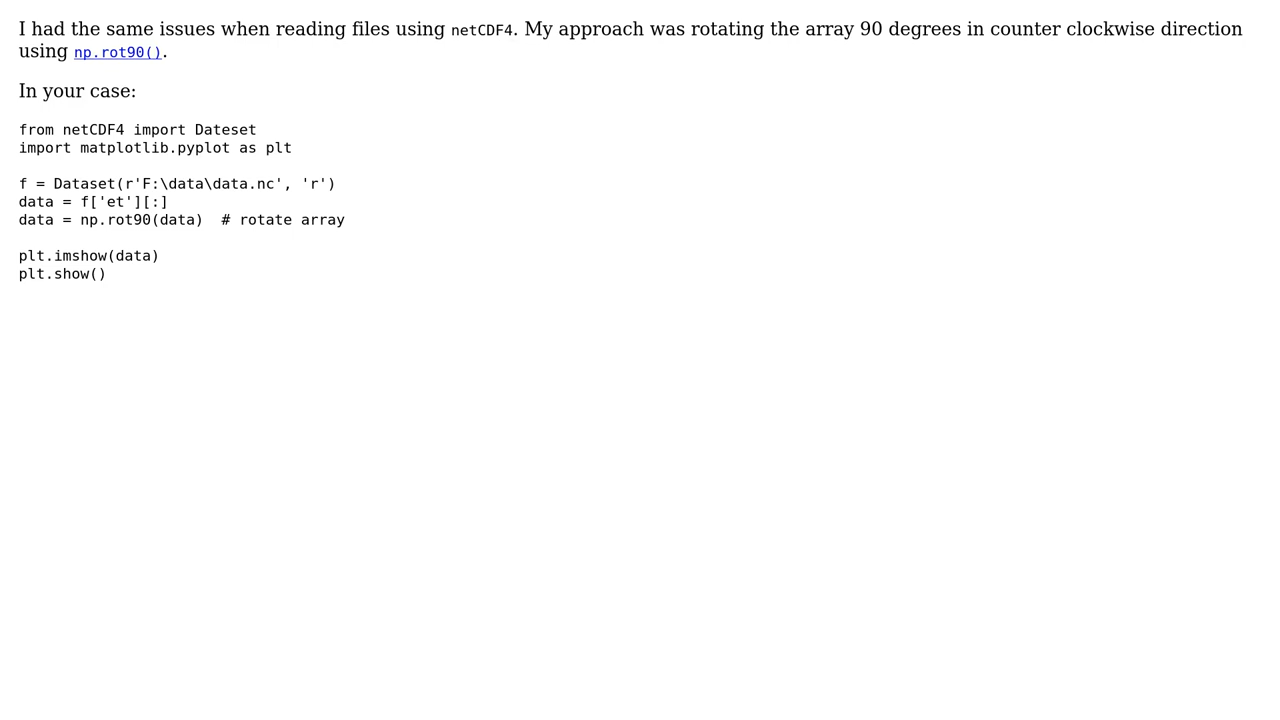 I had the same issues when reading files using netCDF4. My approach was rotating the array 90 degrees in counter clockwise direction
using np.rot90().
In your case:
from netCDF4 import Dateset
import matplotlib.pyplot as plt
f = Dataset(r'F:\data\data.nc', 'r')
data = f['et'][:]
data = np.rot90(data)  # rotate array
plt.imshow(data)
plt.show()